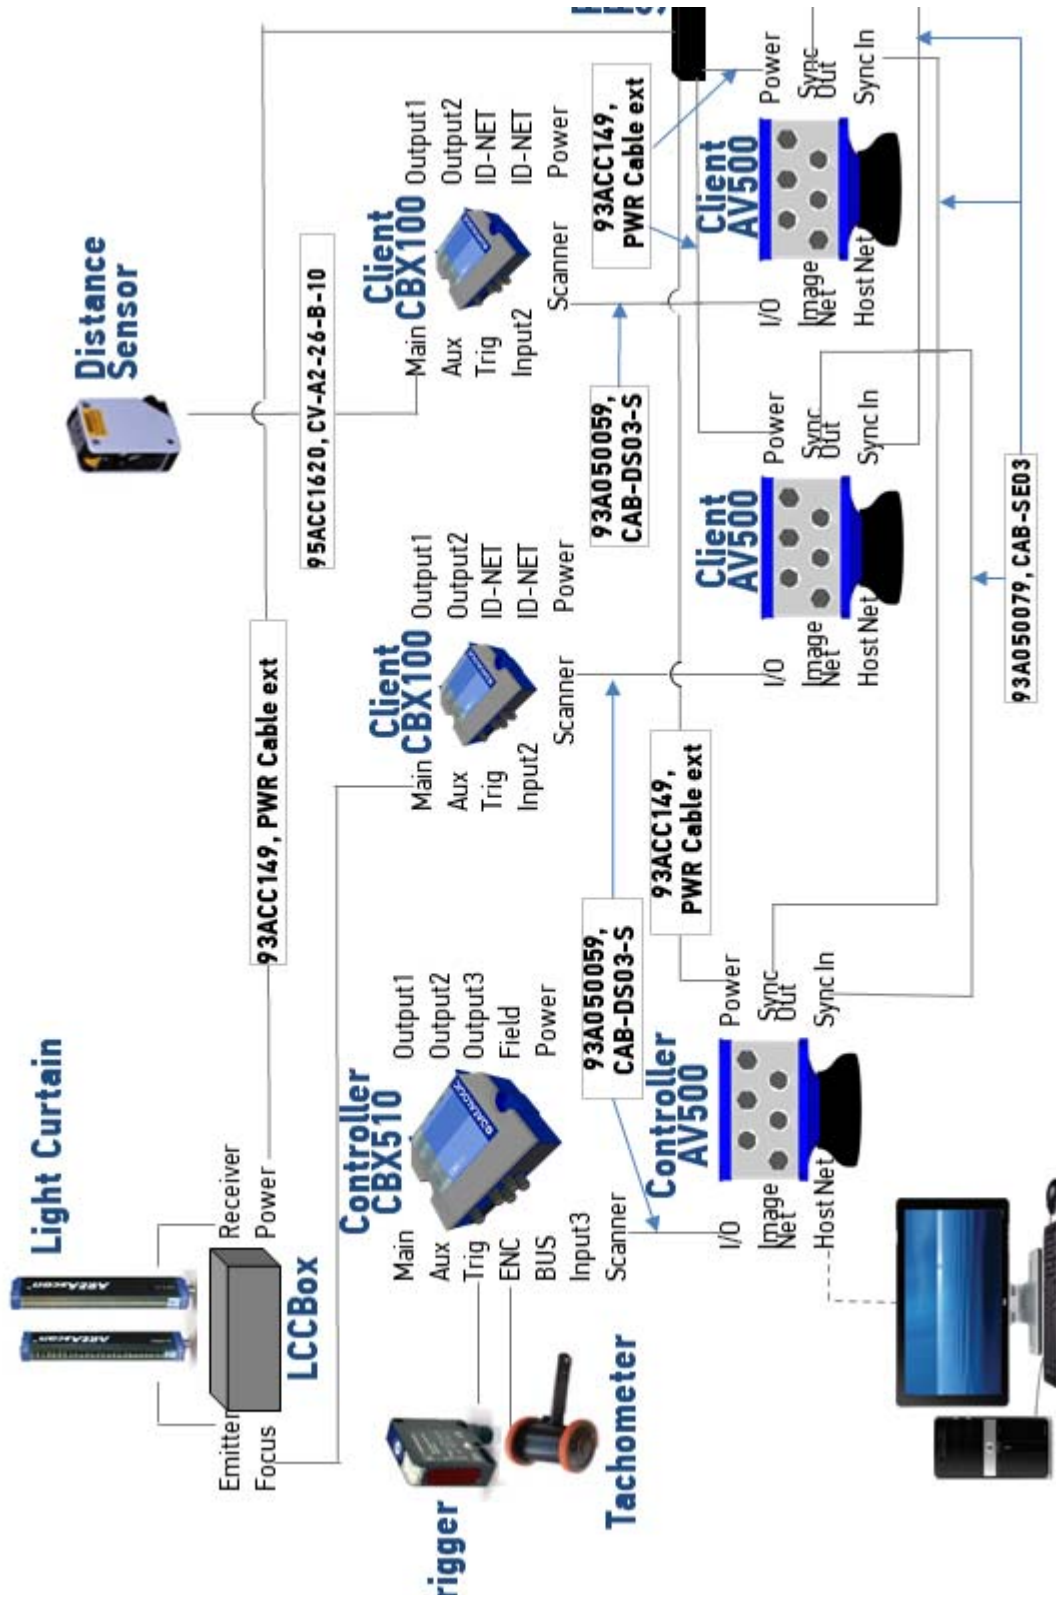 Light Curtain
Emitter
Focus
Receiver
Power
LCCBox
93ACC149, PWR Cable ext
Distance
Sensor
95ACC1620, CV-A2-26-B-10
Tachometer
Controller
CBX510
Main
Aux
Trig
ENC
BUS
Input3
Scanner
Output1
Output2
Output3
Field
Power
DATALOGIC
Client
CBX100
Main
Aux
Trig
Input2
Scanner
Output1
Output2
ID-NET
ID-NET
Power
Client
CBX100
Main
Aux
Trig
Input2
Scanner
Output1
Output2
ID-NET
ID-NET
Power
93A050059,
CAB-DS03-S
93A050059,
CAB-DS03-S
93ACC149,
PWR Cable ext
93ACC149,
PWR Cable ext
Controller
AV500
I/O
Image
Net
Host Net
Power
Sync
Out
Sync In
Client
AV500
I/O
Image
Net
Host Net
Power
Sync
Out
Sync In
Client
AV500
I/O
Image
Net
Host Net
Power
Sync
Out
Sync In
93A050079, CAB-SE03